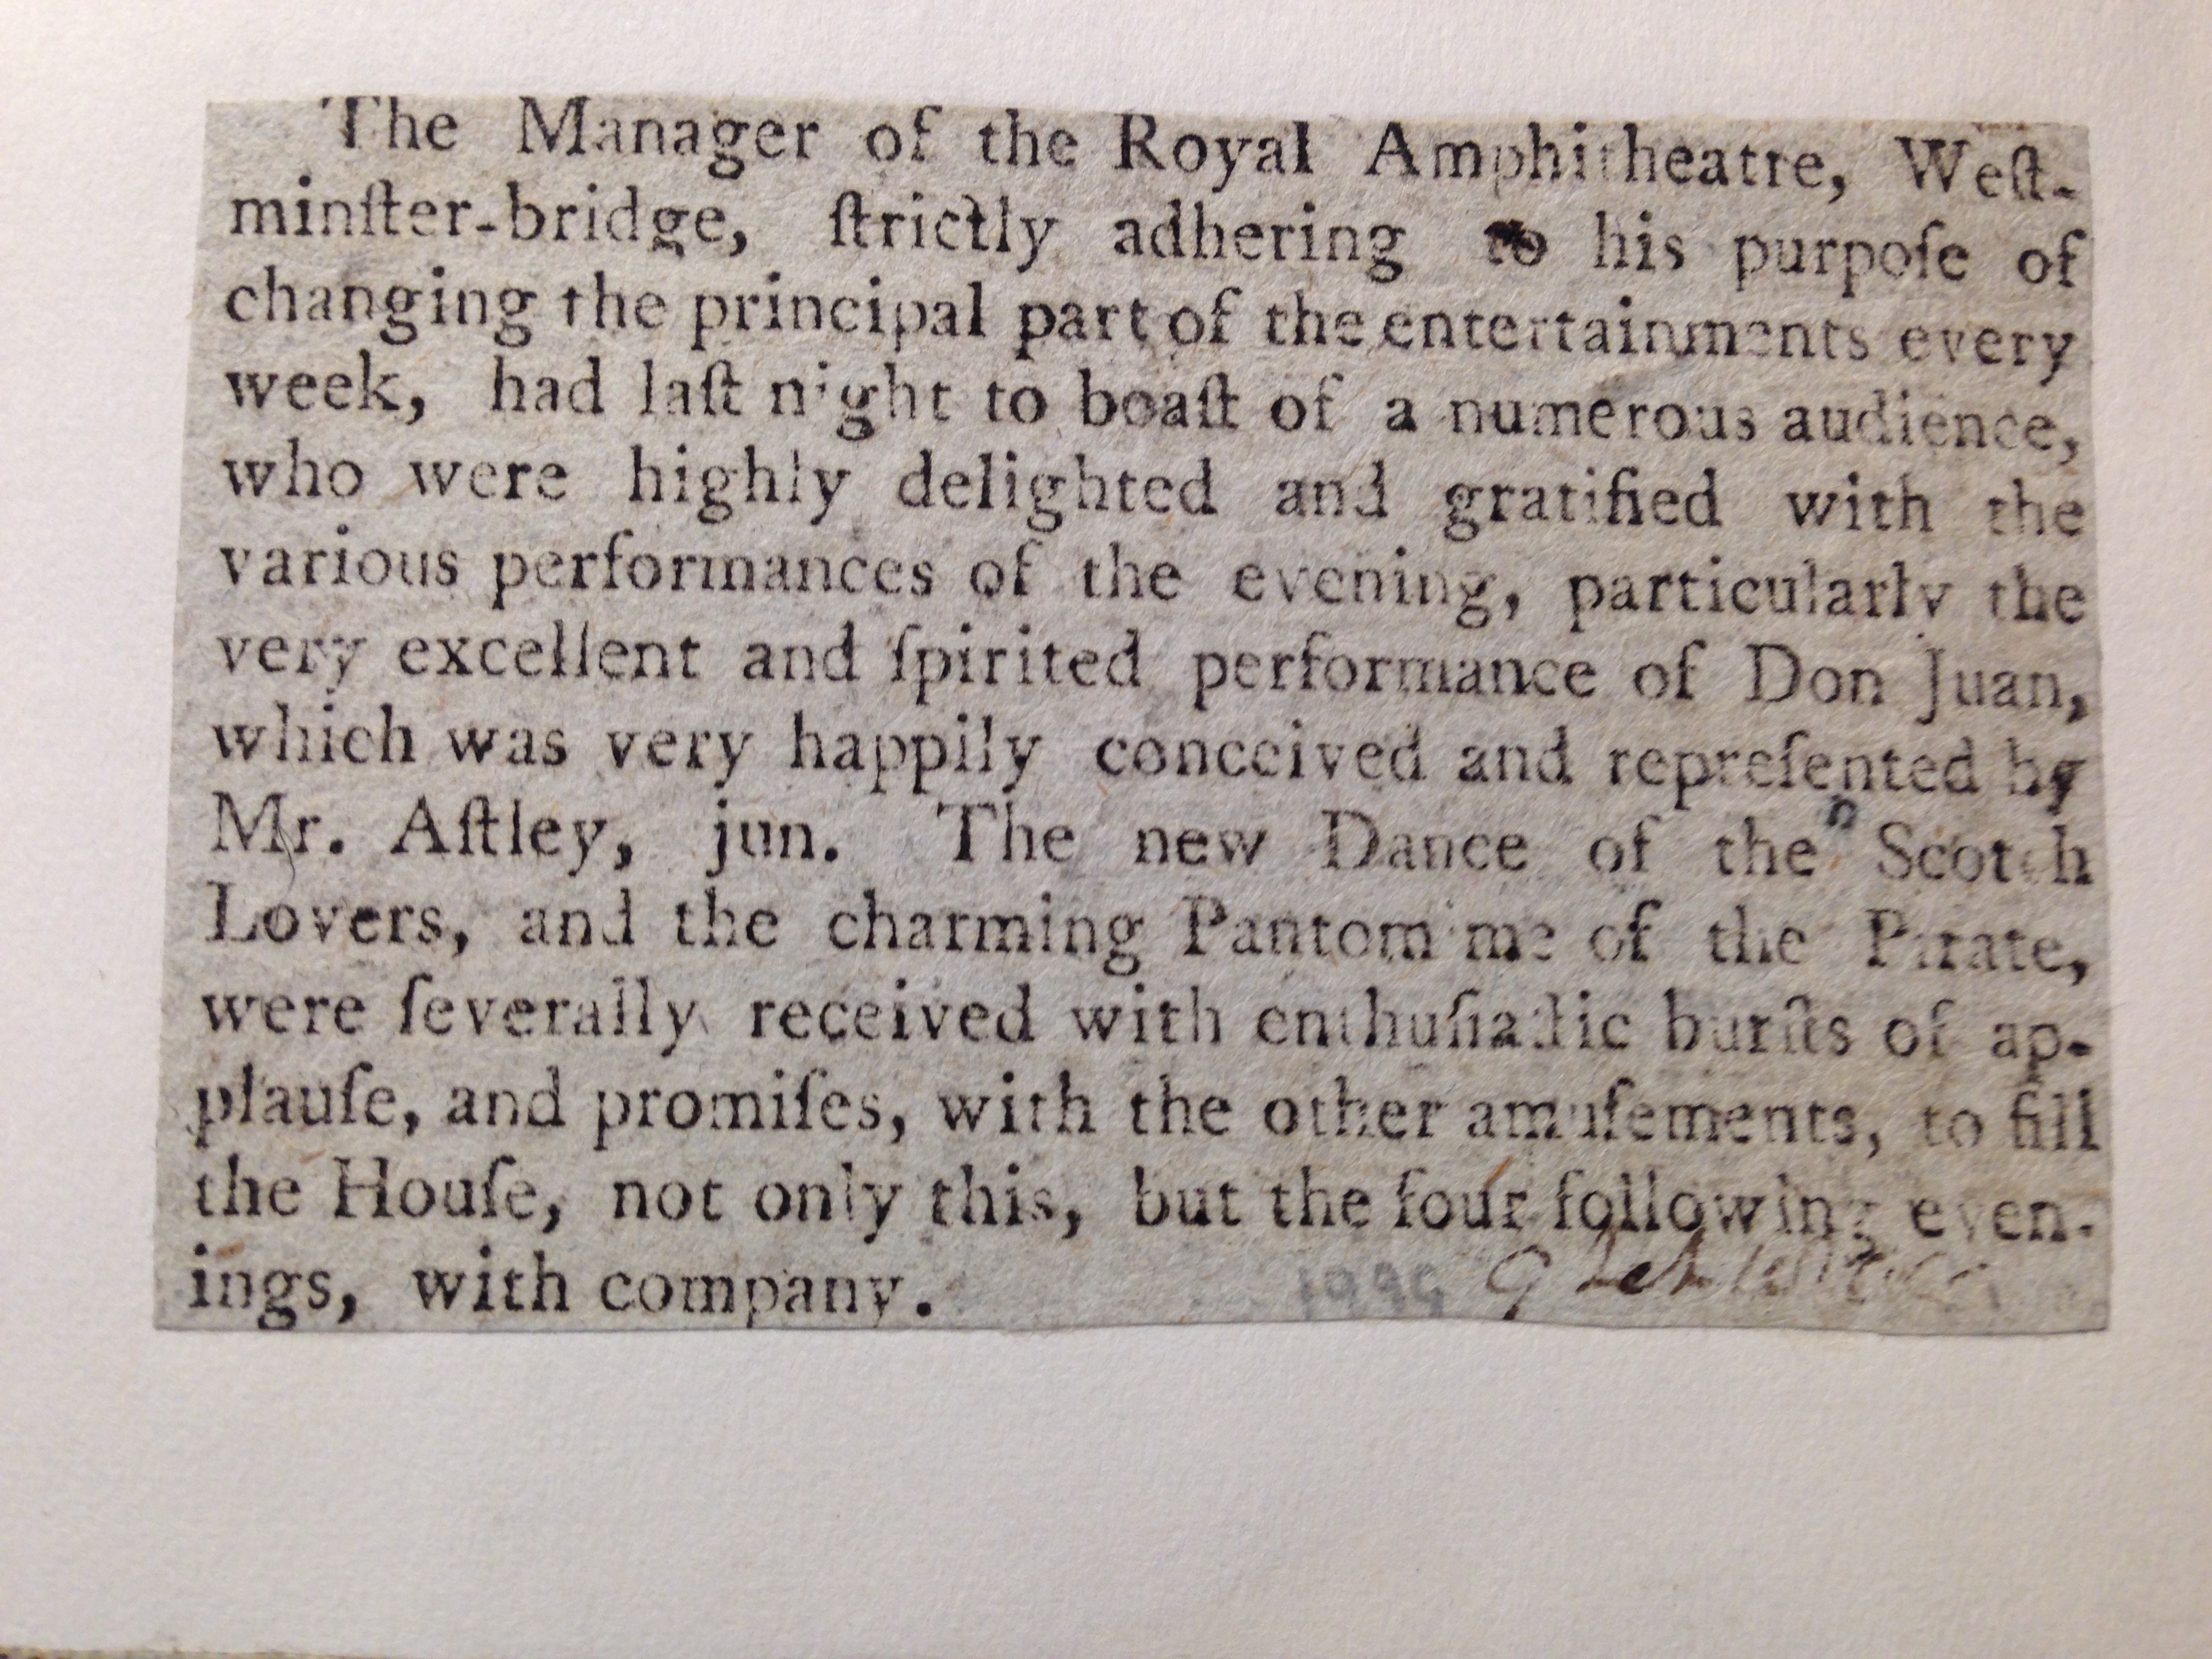 The Manager of the Royal Amphitheatre, Weſt-
minſter-bridge, ſtrictly adhering to his purpoſe of
changing the principal part of the entertainments every
week, had laſt night to boaſt of a numerous audience,
who were highly delighted and gratified with the
various performances of the evening, particularly the
very excellent and ſpirited performance of Don Juan,
which was very happily conceived and repreſented by
Mr. Aſtley, jun. The new Dance of the Scotch
Lovers, and the charming Pantomime of the Pirate,
were ſeverally received with enthuſiaſtic burſts of ap-
plauſe, and promiſes, with the other amuſements, to fill
the Houſe, not only this, but the four following even-
ings, with company.